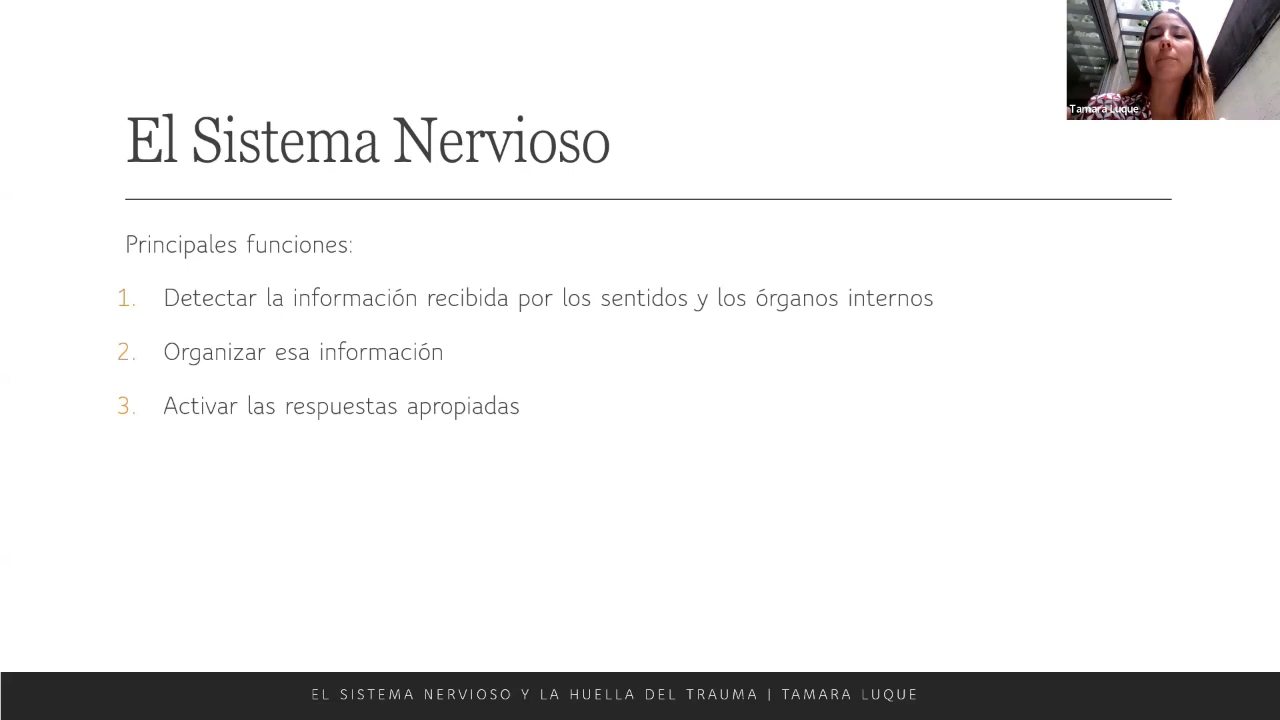 Tamara Luque
El Sistema Nervioso
Principales funciones:
1. Detectar la información recibida por los sentidos y los órganos internos
2. Organizar esa información
3. Activar las respuestas apropiadas
EL SISTEMA NERVIOSO Y LA HUELLA DEL TRAUMA | TAMARA LUQUE